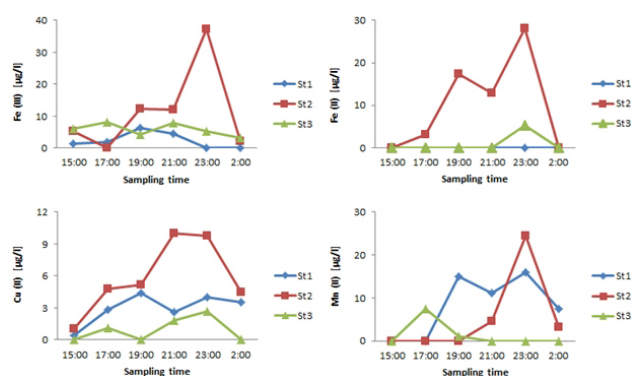 Fe (III) [µg/l]
40
30
20
10
0
15:00 17:00 19:00 21:00 23:00 2:00
Sampling time
St1
St2
St3
Fe (II) [µg/l]
30
20
10
0
15:00 17:00 19:00 21:00 23:00 2:00
Sampling time
St1
St2
St3
Cu (II) [µg/l]
12
9
6
3
0
15:00 17:00 19:00 21:00 23:00 2:00
Sampling time
St1
St2
St3
Mn (II) [µg/l]
30
20
10
0
15:00 17:00 19:00 21:00 23:00 2:00
Sampling time
St1
St2
St3